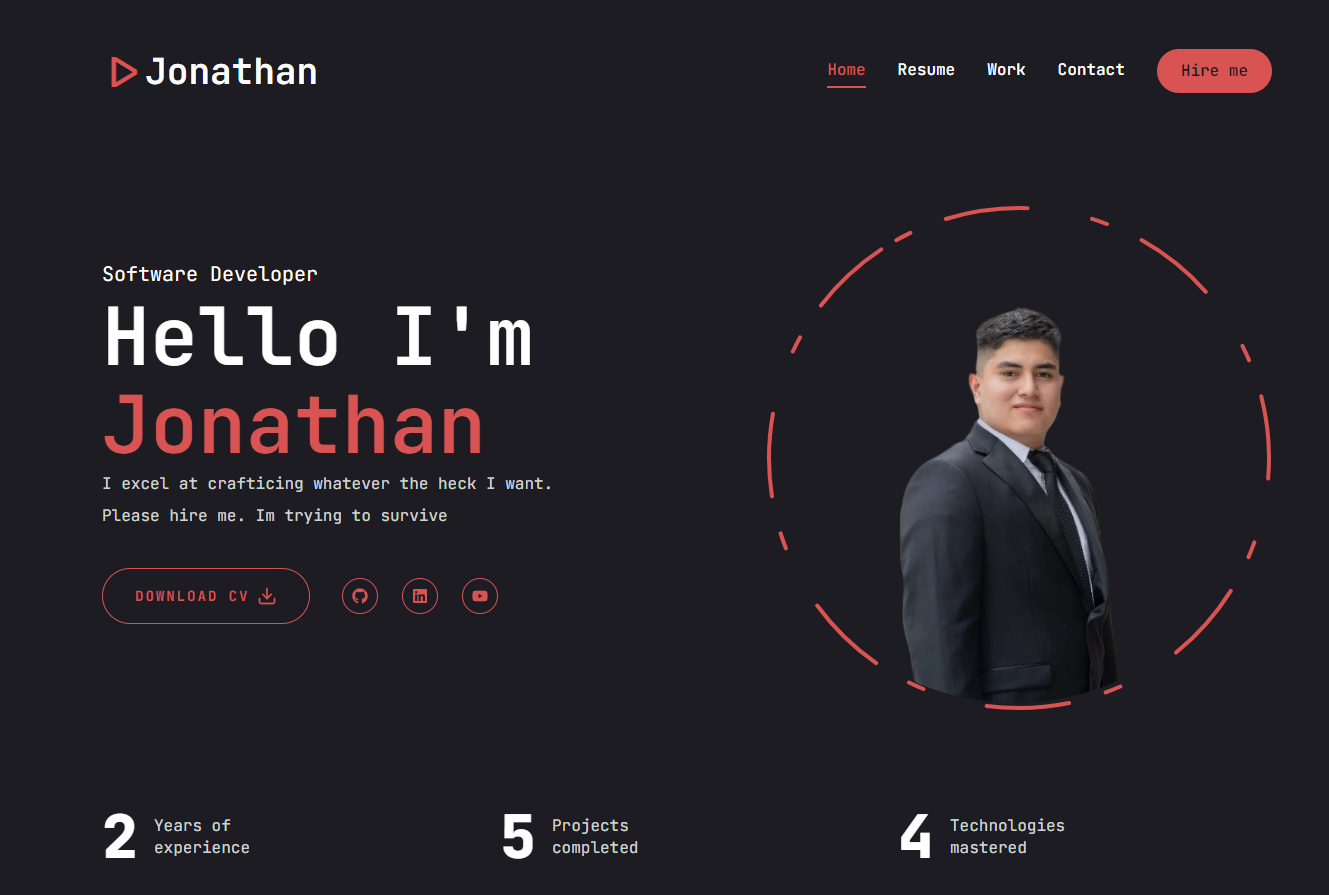 Jonathan
Home Resume Work Contact Hire me
Software Developer
Hello I'm
Jonathan
I excel at crafticing whatever the heck I want.
Please hire me. Im trying to survive
DOWNLOAD CV
in
2 Years of
experience
5 Projects
completed
4 Technologies
mastered